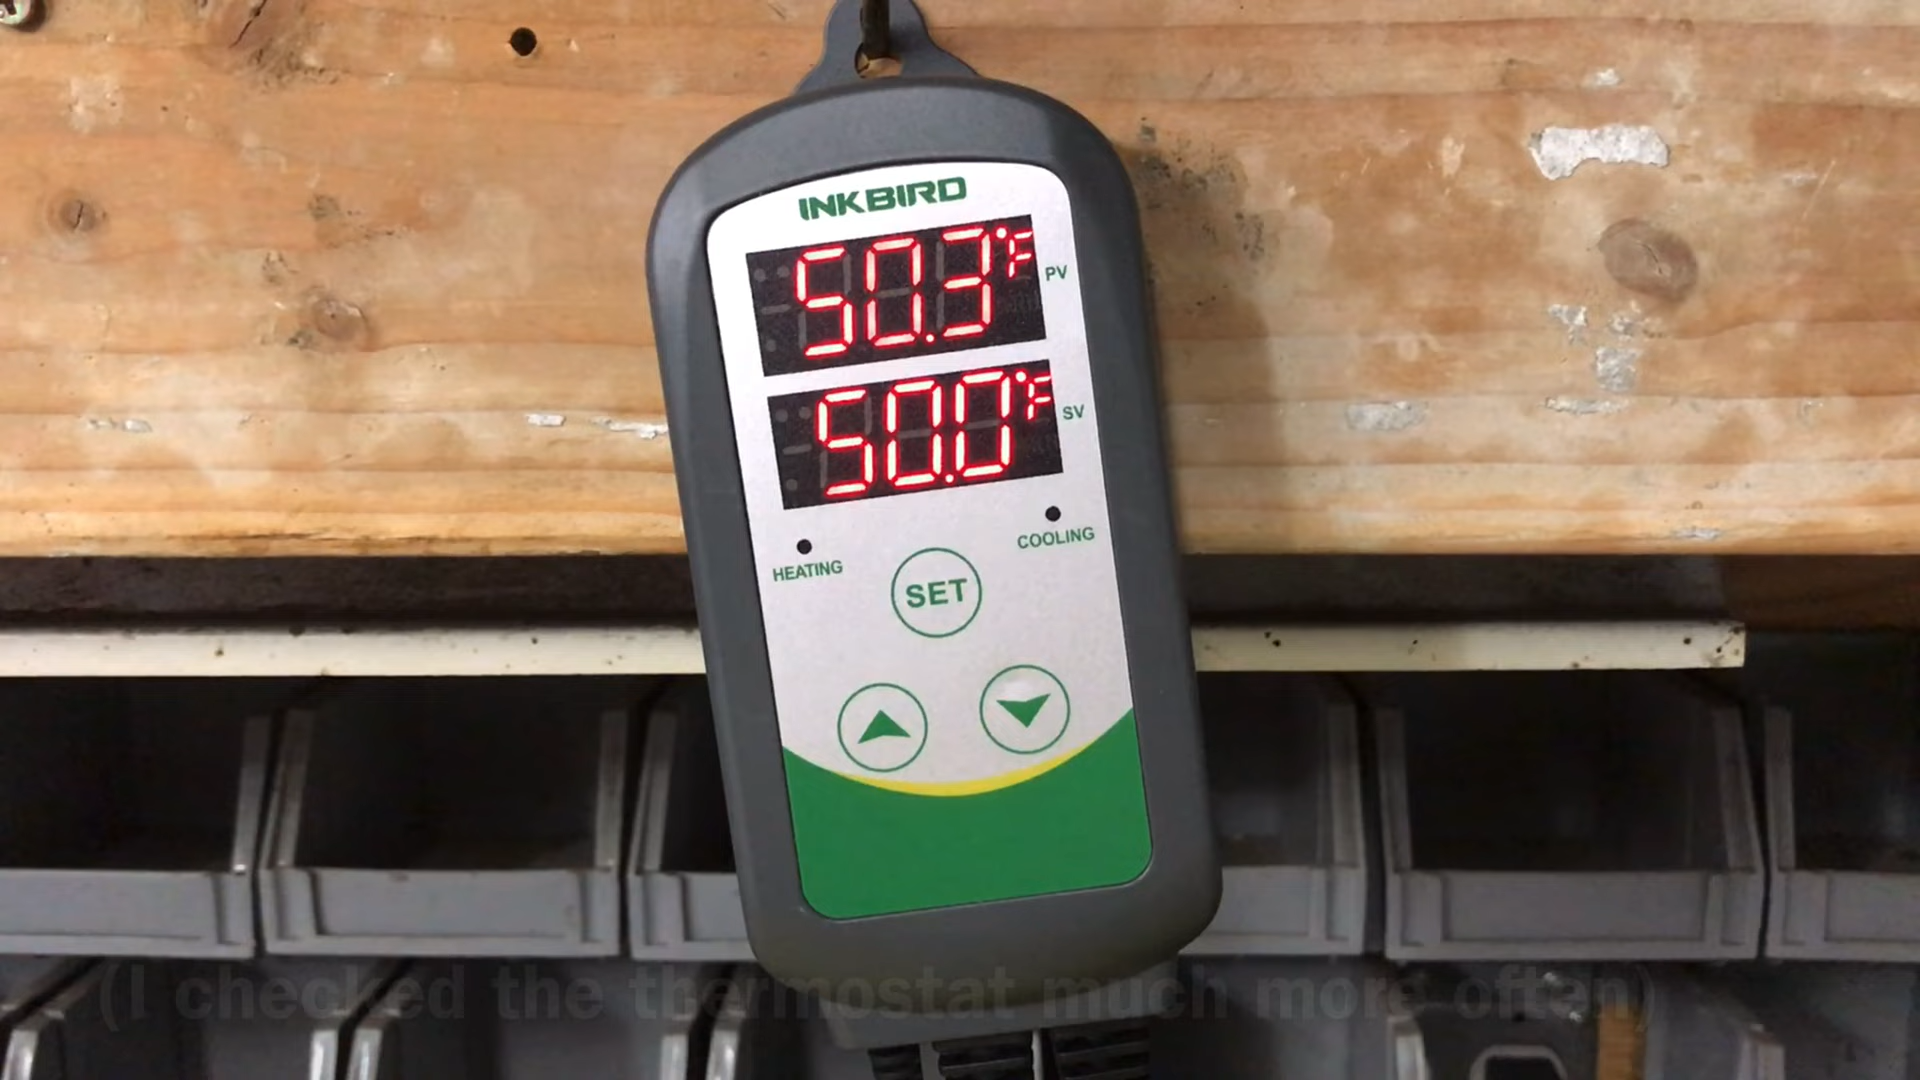 INKBIRD
50.3°F PV
50.0°F SV
HEATING
COOLING
SET
(I checked the thermostat much more often)